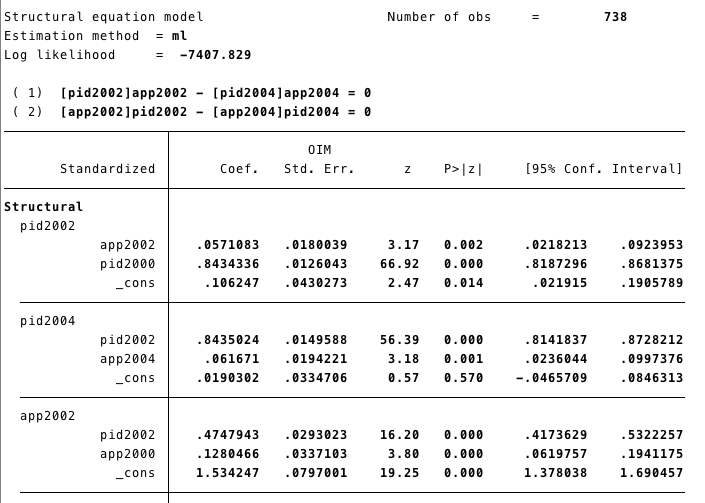 Structural equation model Number of obs = 738
Estimation method = ml
Log likelihood = -7407.829
( 1) [pid2002]app2002 - [pid2004]app2004 = 0
( 2) [app2002]pid2002 - [app2004]pid2004 = 0
OIM
Standardized Coef. Std. Err. z P>|z| [95% Conf. Interval]
Structural
pid2002
app2002 .0571083 .0180039 3.17 0.002 .0218213 .0923953
pid2000 .8434336 .0126043 66.92 0.000 .8187296 .8681375
_cons .106247 .0430273 2.47 0.014 .021915 .1905789
pid2004
pid2002 .8435024 .0149588 56.39 0.000 .8141837 .8728212
app2004 .061671 .0194221 3.18 0.001 .0236044 .0997376
_cons .0190302 .0334706 0.57 0.570 -.0465709 .0846313
app2002
pid2002 .4747943 .0293023 16.20 0.000 .4173629 .5322257
app2000 .1280466 .0337103 3.80 0.000 .0619757 .1941175
_cons 1.534247 .0797001 19.25 0.000 1.378038 1.690457